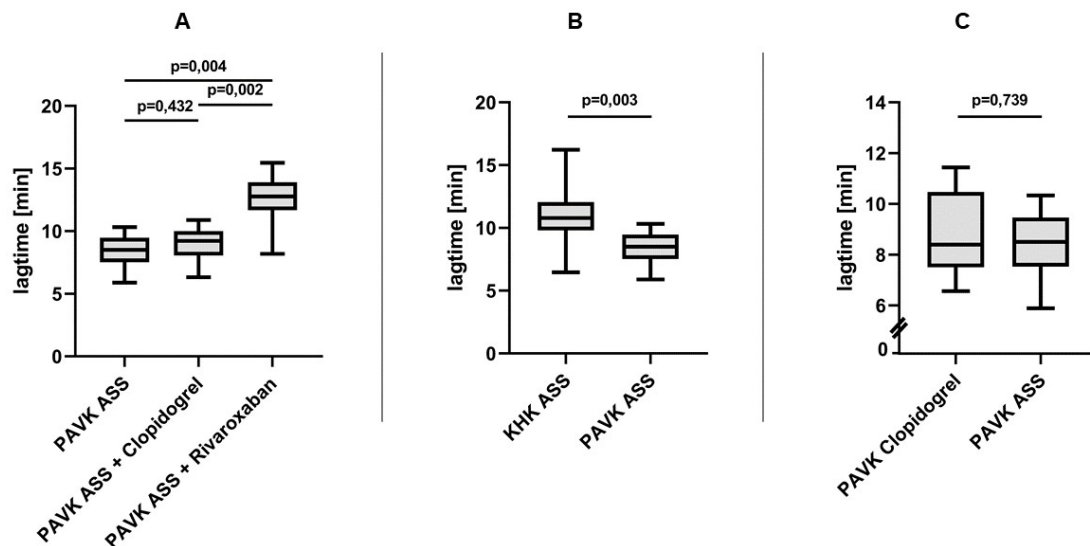 A
p=0,004
p=0,432
p=0,002
20
15
10
5
0
lagtime [min]
PAVK ASS
PAVK ASS + Clopidogrel
PAVK ASS + Rivaroxaban
B
p=0,003
20
15
10
5
0
lagtime [min]
KHK ASS
PAVK ASS
C
p=0,739
14
12
10
8
6
0
lagtime [min]
PAVK Clopidogrel
PAVK ASS